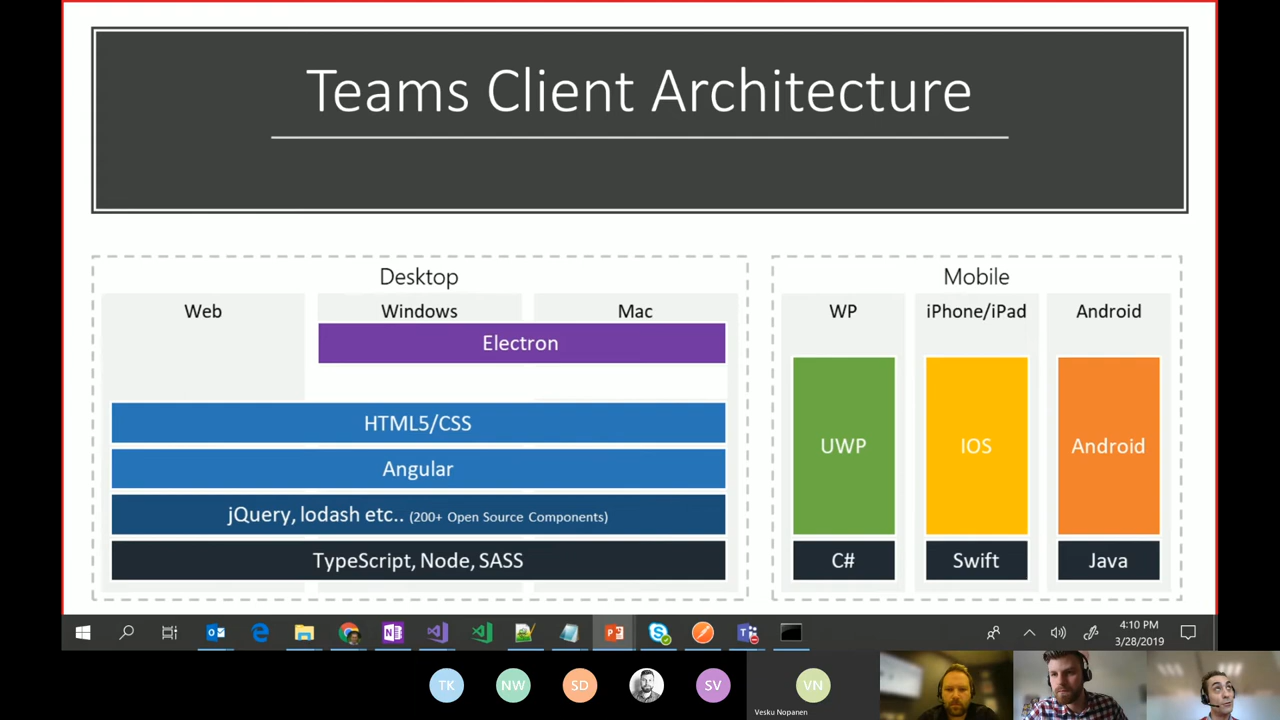 Teams Client Architecture
Desktop
Mobile
Web
Windows
Mac
WP
iPhone/iPad
Android
Electron
HTML5/CSS
Angular
jQuery, lodash etc.. (200+ Open Source Components)
TypeScript, Node, SASS
UWP
IOS
Android
C#
Swift
Java
4:10 PM
3/28/2019
TK
NW
SD
SV
VN
Vesku Nopanen